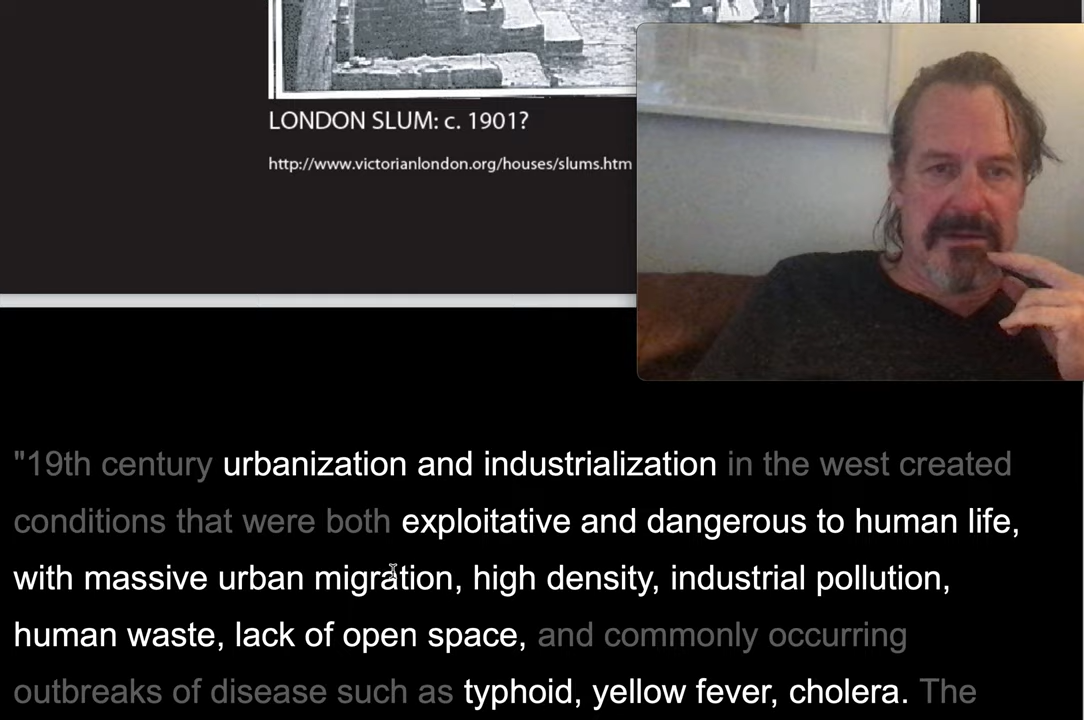 LONDON SLUM: c. 1901?
http://www.victorianlondon.org/houses/slums.htm
"19th century urbanization and industrialization in the west created
conditions that were both exploitative and dangerous to human life,
with massive urban migration, high density, industrial pollution,
human waste, lack of open space, and commonly occurring
outbreaks of disease such as typhoid, yellow fever, cholera. The